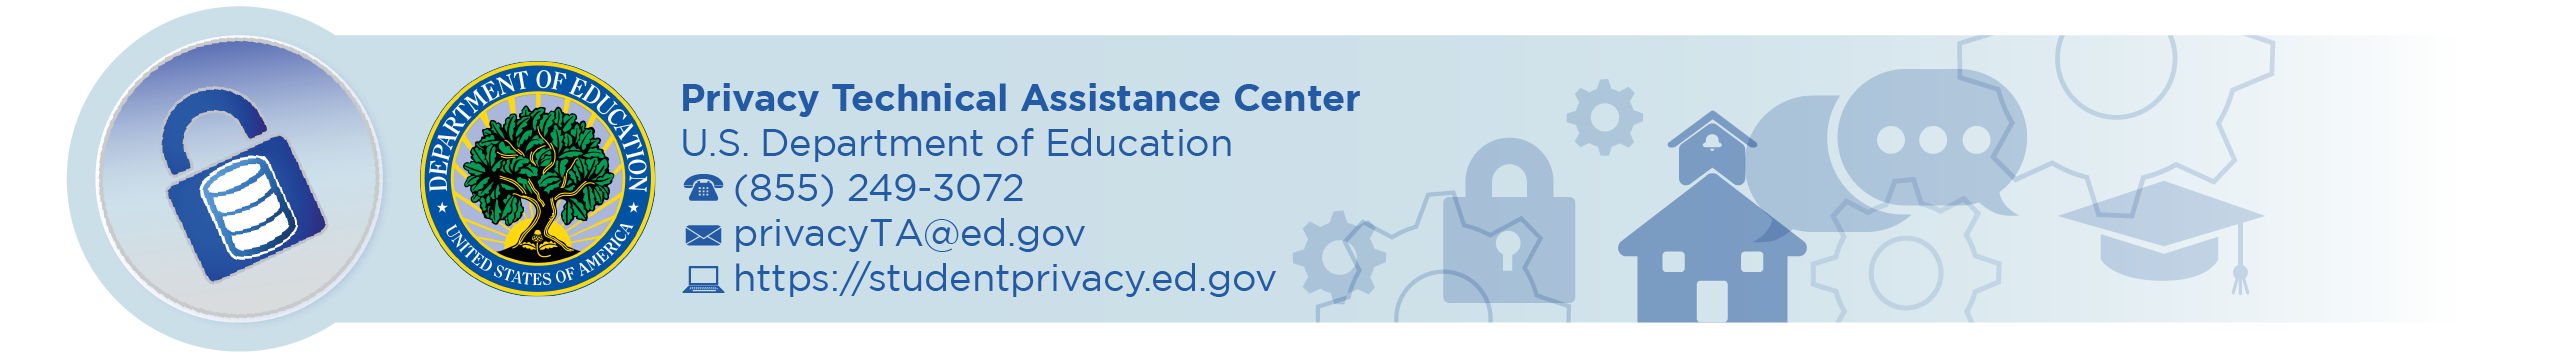 DEPARTMENT OF EDUCATION
UNITED STATES OF AMERICA
Privacy Technical Assistance Center
U.S. Department of Education
(855) 249-3072
privacyTA@ed.gov
https://studentprivacy.ed.gov